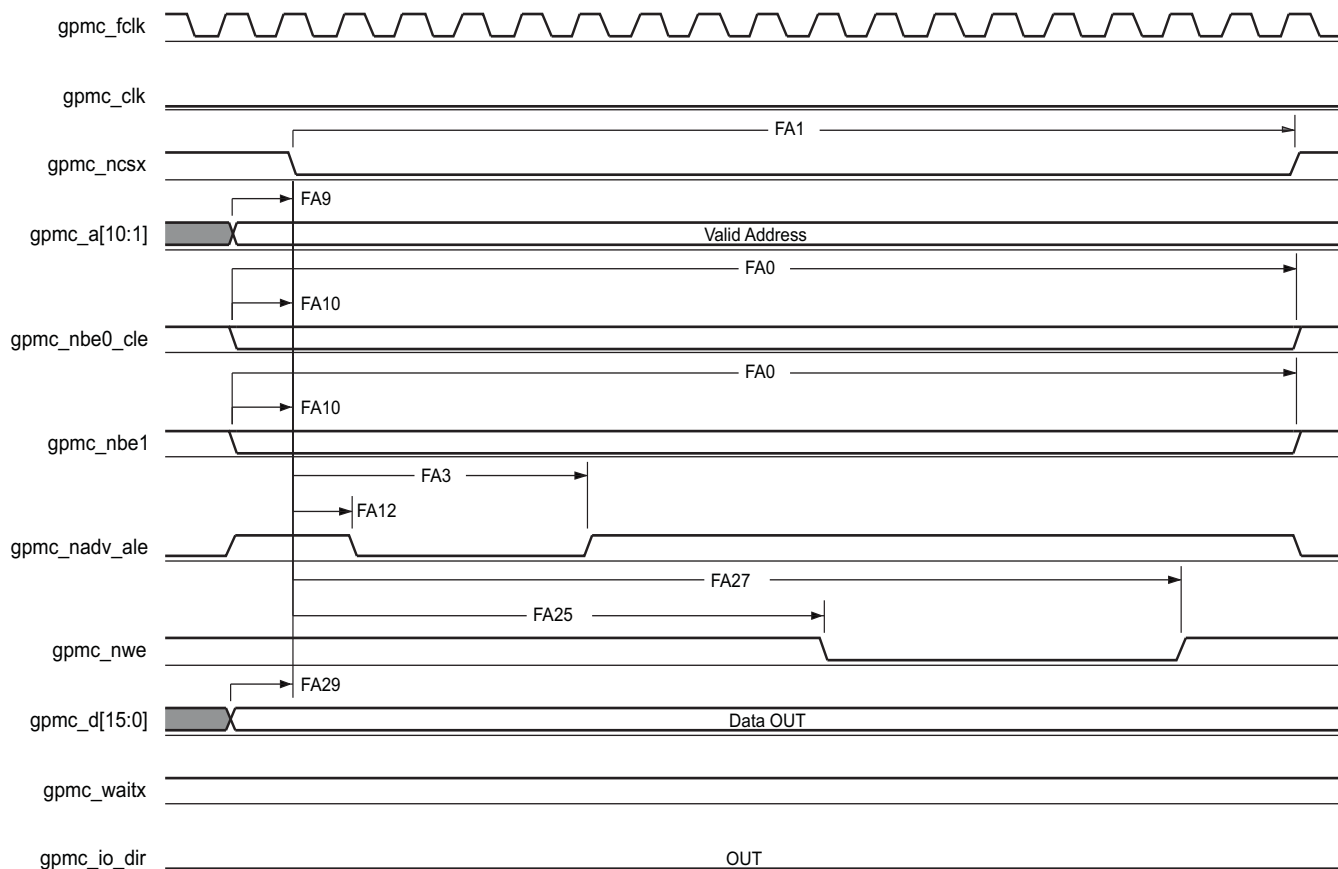 gpmc_fclk
gpmc_clk
FA1
gpmc_ncsx
FA9
gpmc_a[10:1]
Valid Address
FA0
FA10
gpmc_nbe0_cle
FA0
FA10
gpmc_nbe1
FA3
FA12
gpmc_nadv_ale
FA27
FA25
gpmc_nwe
FA29
gpmc_d[15:0]
Data OUT
gpmc_waitx
gpmc_io_dir
OUT